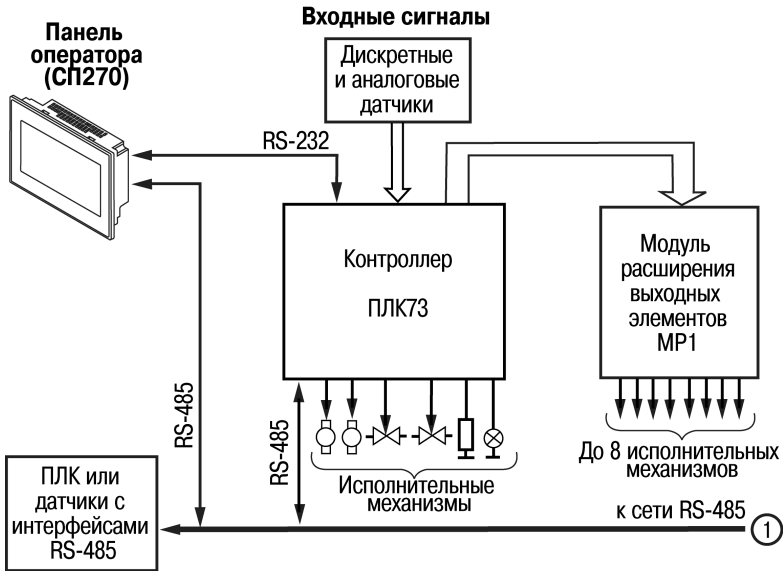 Входные сигналы
Панель
оператора
(СП270)
Дискретные
и аналоговые
датчики
RS-232
Контроллер
ПЛК73
Модуль
расширения
выходных
элементов
МР1
RS-485
RS-485
До 8 исполнительных
механизмов
Исполнительные
механизмы
ПЛК или
датчики с
интерфейсами
RS-485
к сети RS-485
1